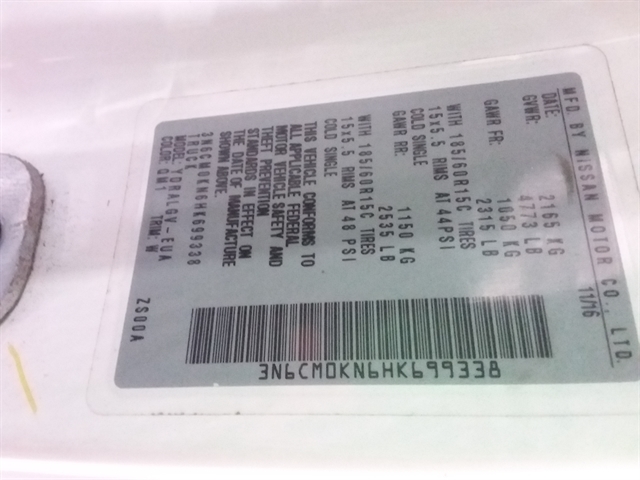 MFD. BY NISSAN MOTOR CO., LTD.
DATE: 11/16
GVWR: 2165 KG
4773 LB
GAWR FR: 1050 KG
2315 LB
WITH 185/60R15C TIRES
15x5.5 RIMS AT 44PSI
COLD SINGLE
GAWR RR: 1150 KG
2535 LB
WITH 185/60R15C TIRES
15x5.5 RIMS AT 48 PSI
COLD SINGLE
THIS VEHICLE CONFORMS TO
ALL APPLICABLE FEDERAL
MOTOR VEHICLE SAFETY AND
THEFT PREVENTION
STANDARDS IN EFFECT ON
THE DATE OF MANUFACTURE
SHOWN ABOVE.
3N6CM0KN6HK699338
TRUCK
MODEL YDRALGV-EUA
COLOR: QM1 TRIM: W
ZS00A
3N6CM0KN6HK699338